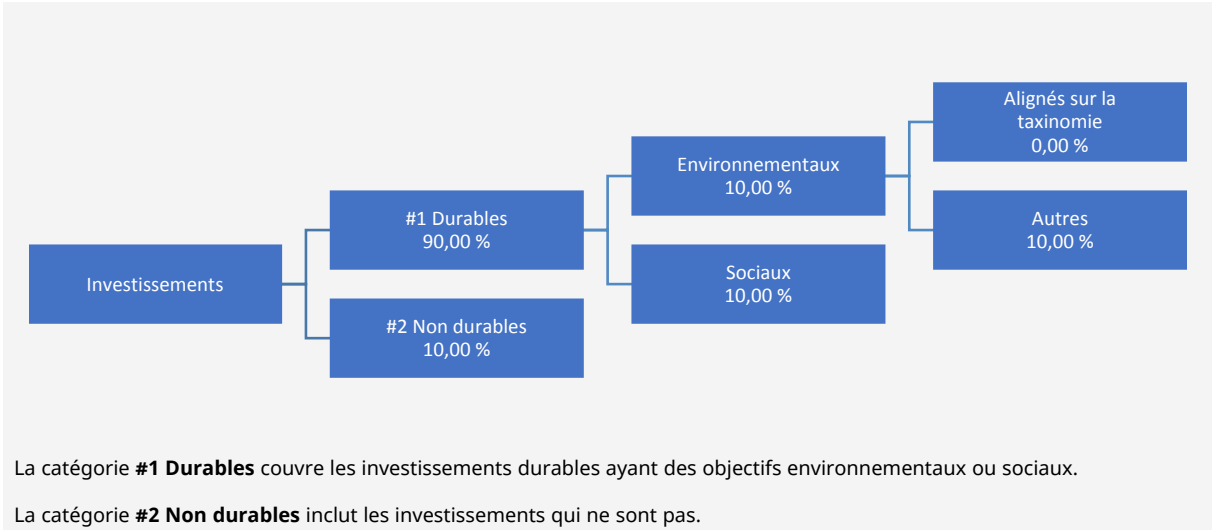 Investissements
#1 Durables
90,00 %
#2 Non durables
10,00 %
Environnementaux
10,00 %
Sociaux
10,00 %
Alignés sur la
taxinomie
0,00 %
Autres
10,00 %
La catégorie #1 Durables couvre les investissements durables ayant des objectifs environnementaux ou sociaux.
La catégorie #2 Non durables inclut les investissements qui ne sont pas.